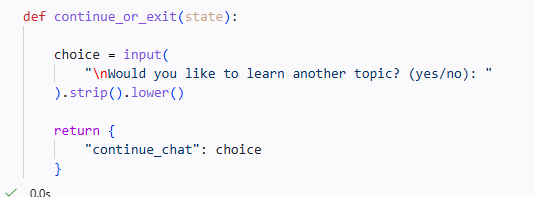 def continue_or_exit(state):
    choice = input(
        "\nWould you like to learn another topic? (yes/no): "
    ).strip().lower()
    return {
        "continue_chat": choice
    }
0.0s